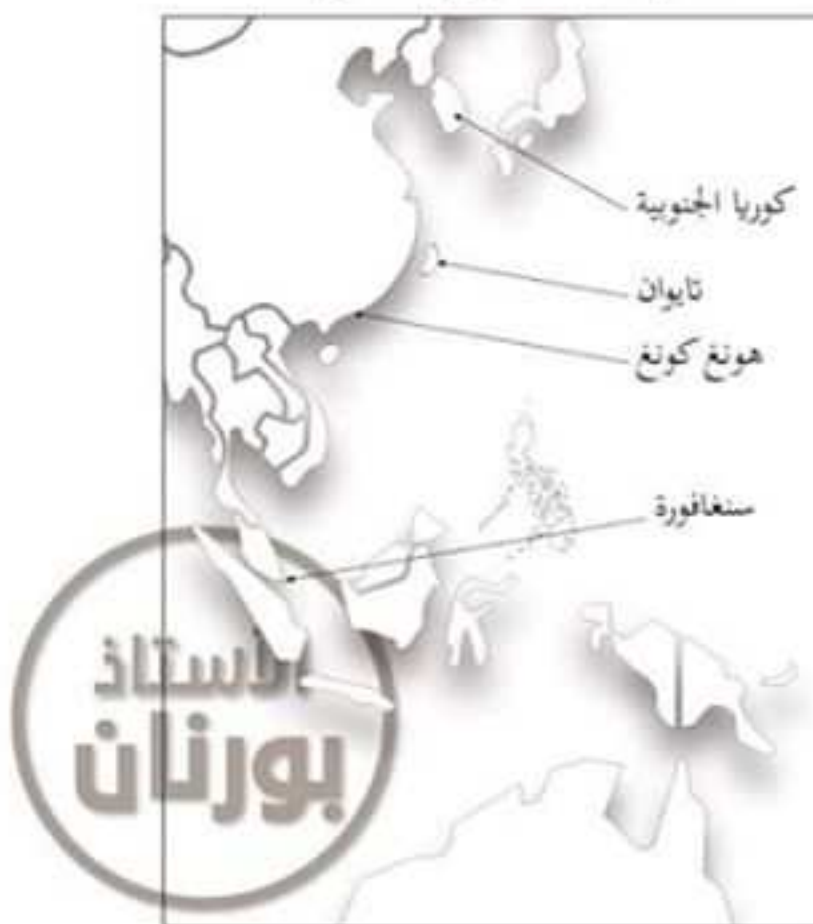 كوريا الجنوبية
تايوان
هونغ كونغ
سنغافورة
الأستاذ
بورنان